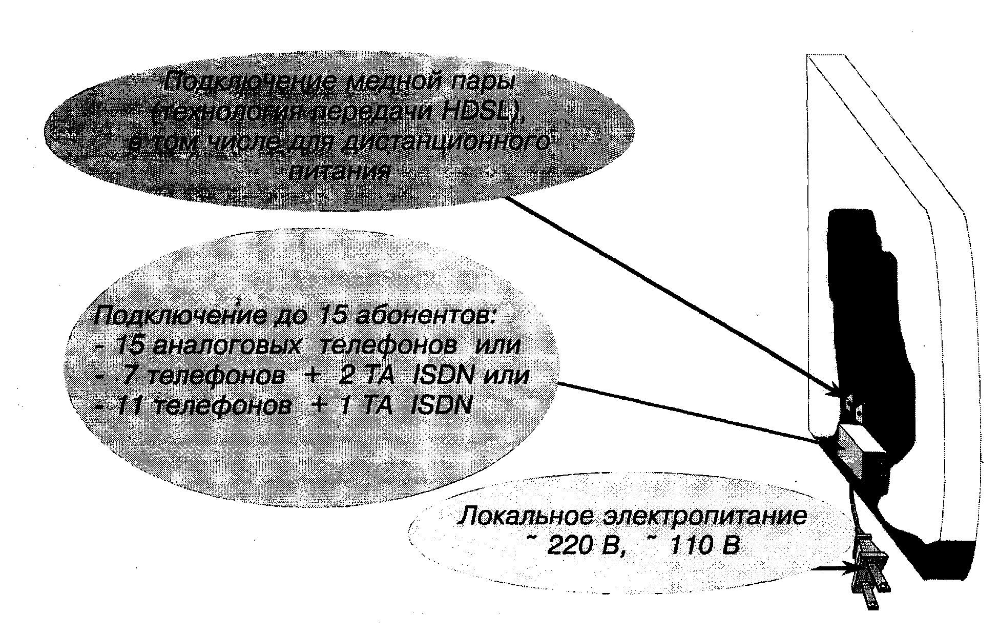 Подключение медной пары
(технология передачи HDSL),
в том числе для дистанционного
питания
Подключение до 15 абонентов:
- 15 аналоговых телефонов или
- 7 телефонов + 2 ТА ISDN или
- 11 телефонов + 1 ТА ISDN
Локальное электропитание
~ 220 В, ~ 110 В